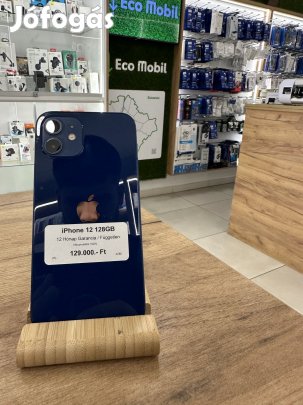 Jófogás
Eco Mobil
Eco Mobil
iPhone 12 128GB
12 Hónap Garancia / Független
129.000.- Ft